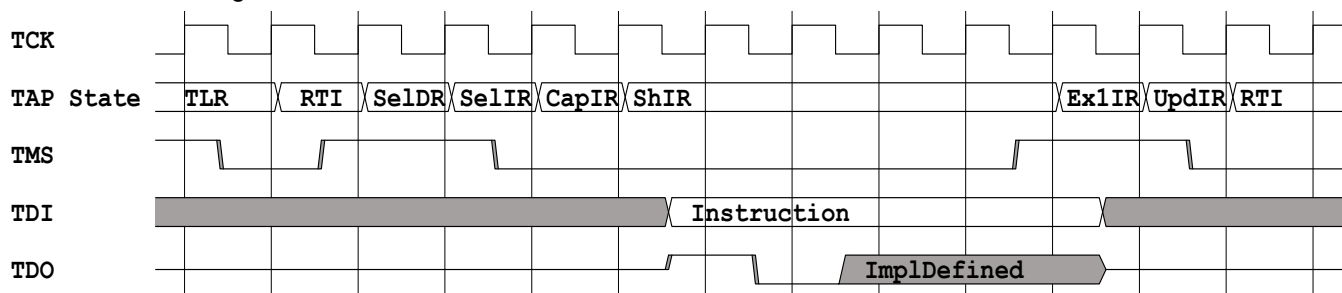 TCK
TAP State TLR RTI SelDR SelIR CapIR ShIR Ex1IR UpdIR RTI
TMS
TDI Instruction
TDO ImplDefined